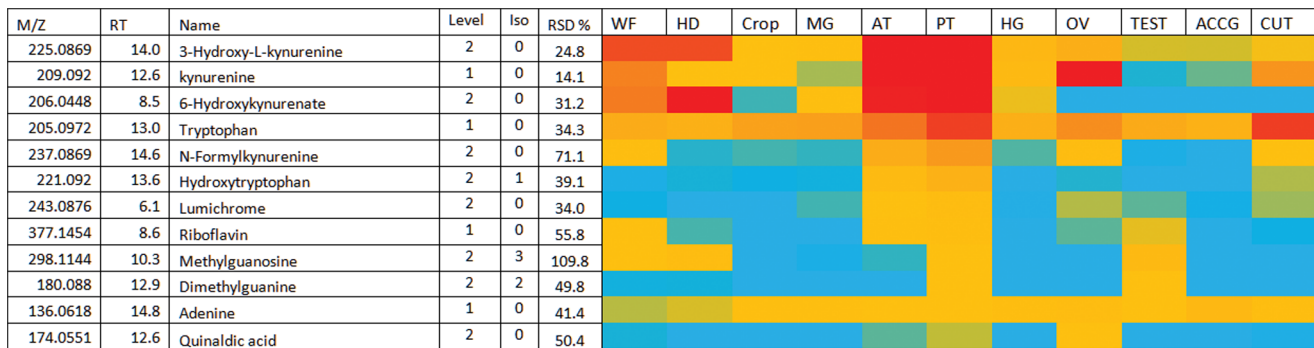 M/Z RT Name Level Iso RSD % WF HD Crop MG AT PT HG OV TEST ACCG CUT
225.0869 14.0 3-Hydroxy-L-kynurenine 2 0 24.8
209.092 12.6 kynurenine 1 0 14.1
206.0448 8.5 6-Hydroxykynurenate 2 0 31.2
205.0972 13.0 Tryptophan 1 0 34.3
237.0869 14.6 N-Formylkynurenine 2 0 71.1
221.092 13.6 Hydroxytryptophan 2 1 39.1
243.0876 6.1 Lumichrome 2 0 34.0
377.1454 8.6 Riboflavin 1 0 55.8
298.1144 10.3 Methylguanosine 2 3 109.8
180.088 12.9 Dimethylguanine 2 2 49.8
136.0618 14.8 Adenine 1 0 41.4
174.0551 12.6 Quinaldic acid 2 0 50.4